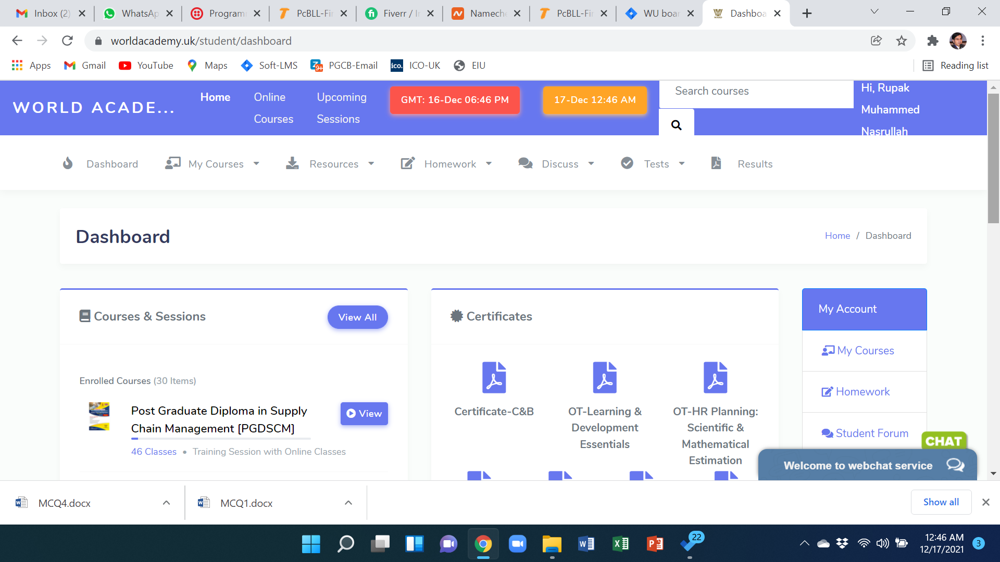 Inbox (2)
WhatsAp
Program
PcBLL-Fi
Fiverr / I
Nameche
PcBLL-Fi
WU boar
Dashboa
worldacademy.uk/student/dashboard
Apps
Gmail
YouTube
Maps
Soft-LMS
PGCB-Email
ico.
ICO-UK
EIU
Reading list
WORLD ACADE...
Home
Online
Courses
Upcoming
Sessions
GMT: 16-Dec 06:46 PM
17-Dec 12:46 AM
Search courses
Hi, Rupak
Muhammed
Nasrullah
Dashboard
My Courses
Resources
Homework
Discuss
Tests
Results
Dashboard
Home / Dashboard
Courses & Sessions
View All
Enrolled Courses (30 Items)
Post Graduate Diploma in Supply
Chain Management [PGDSCM]
View
46 Classes • Training Session with Online Classes
Certificates
Certificate-C&B
OT-Learning &
Development
Essentials
OT-HR Planning:
Scientific &
Mathematical
Estimation
My Account
My Courses
Homework
Student Forum
CHAT
Welcome to webchat service
MCQ4.docx
MCQ1.docx
Show all
22
12:46 AM
12/17/2021
3